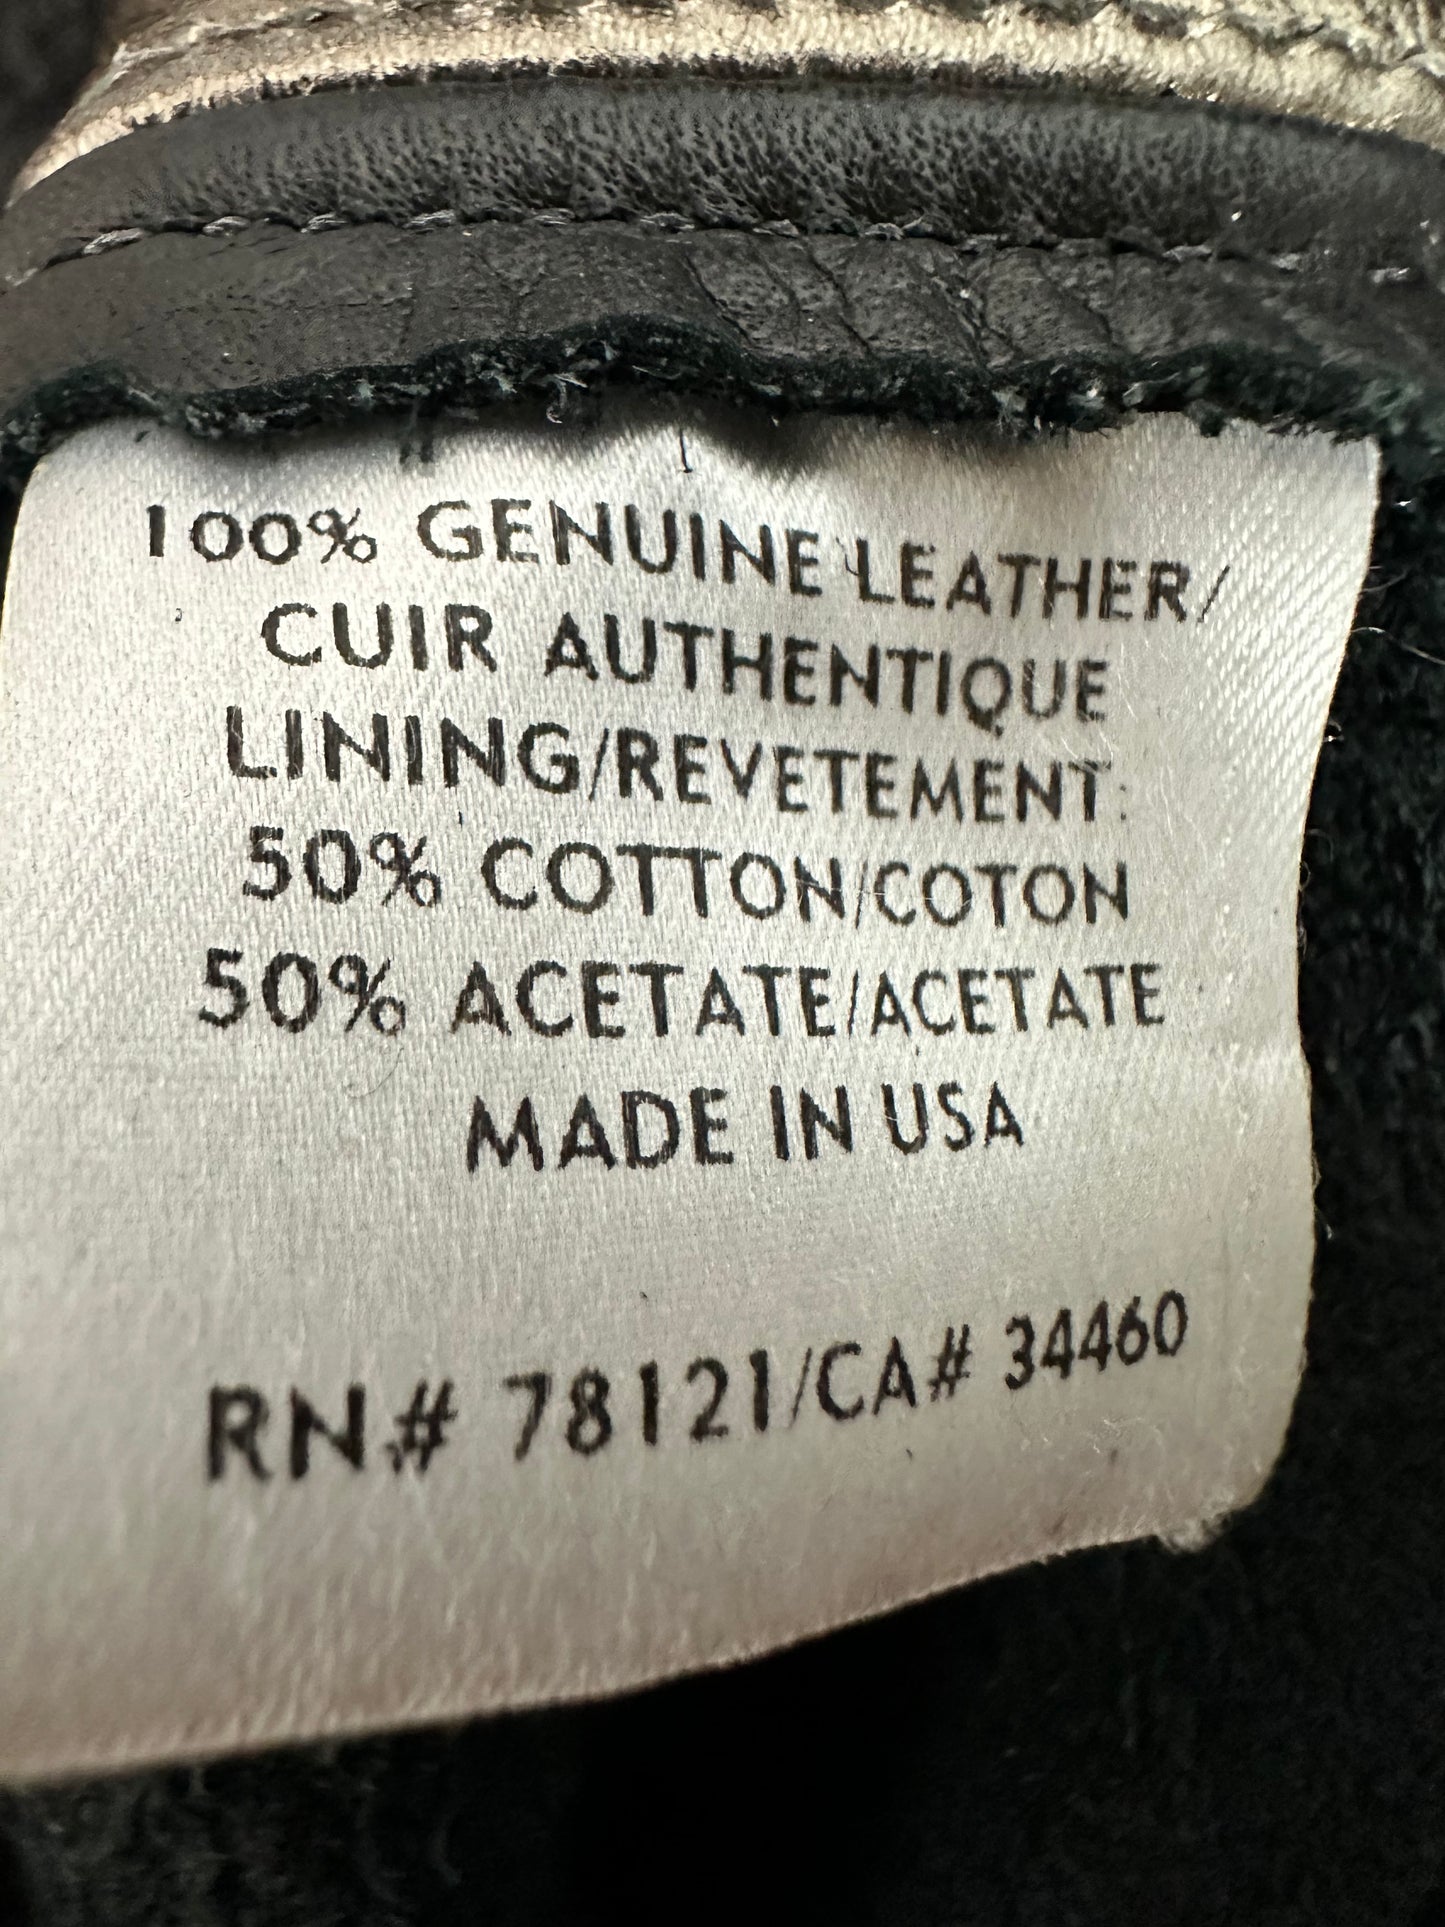 100% GENUINE LEATHER/
CUIR AUTHENTIQUE
LINING/REVETEMENT:
50% COTTON/COTON
50% ACETATE/ACETATE
MADE IN USA
RN# 78121/CA# 34460